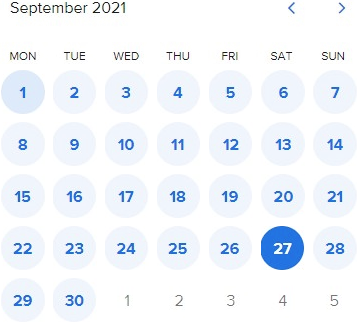 September 2021
MON TUE WED THU FRI SAT SUN
1 2 3 4 5 6 7
8 9 10 11 12 13 14
15 16 17 18 19 20 21
22 23 24 25 26 27 28
29 30 1 2 3 4 5